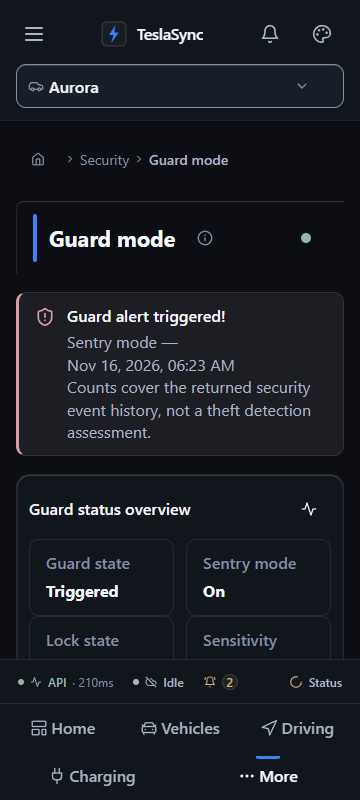 TeslaSync
Aurora
Security
Guard mode
Guard mode
Guard alert triggered!
Sentry mode —
Nov 16, 2026, 06:23 AM
Counts cover the returned security
event history, not a theft detection
assessment.
Guard status overview
Guard state
Triggered
Sentry mode
On
Lock state
Sensitivity
API · 210ms
Idle
2
Status
Home
Vehicles
Driving
Charging
More